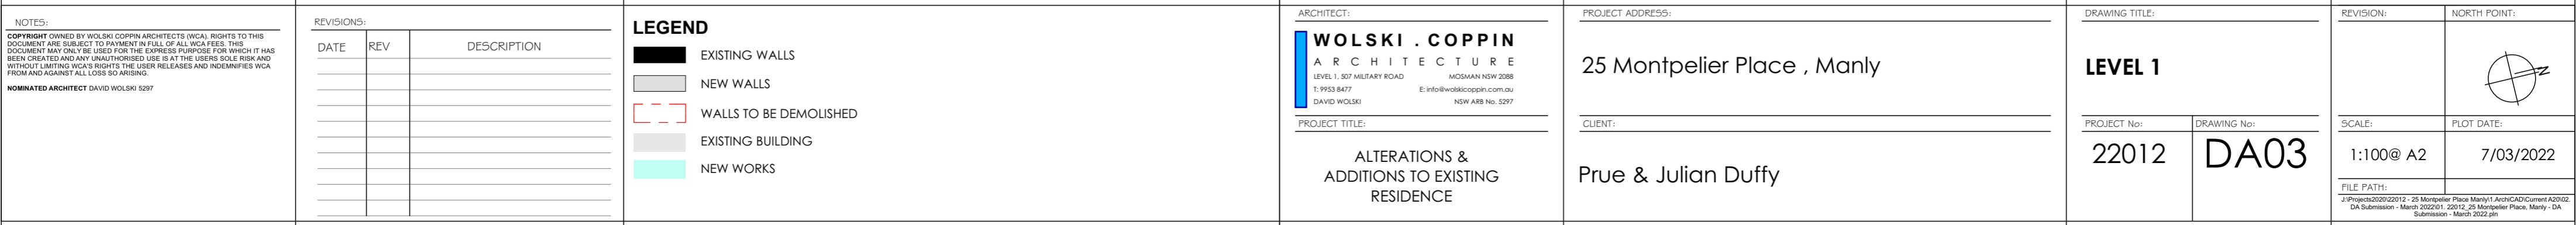 NOTES:
COPYRIGHT OWNED BY WOLSKI COPPIN ARCHITECTS (WCA). RIGHTS TO THIS
DOCUMENT ARE SUBJECT TO PAYMENT IN FULL OF ALL WCA FEES. THIS
DOCUMENT MAY ONLY BE USED FOR THE EXPRESS PURPOSE FOR WHICH IT HAS
BEEN CREATED AND ANY UNAUTHORISED USE IS AT THE USERS SOLE RISK AND
WITHOUT LIMITING WCA'S RIGHTS THE USER RELEASES AND INDEMNIFIES WCA
FROM AND AGAINST ALL LOSS SO ARISING.
NOMINATED ARCHITECT DAVID WOLSKI 5297
REVISIONS:
DATE REV DESCRIPTION
LEGEND
EXISTING WALLS
NEW WALLS
WALLS TO BE DEMOLISHED
EXISTING BUILDING
NEW WORKS
ARCHITECT:
WOLSKI . COPPIN
ARCHITECTURE
LEVEL 1, 507 MILITARY ROAD MOSMAN NSW 2088
T: 9953 8477 E: info@wolskicoppin.com.au
DAVID WOLSKI NSW ARB No. 5297
PROJECT TITLE:
ALTERATIONS &
ADDITIONS TO EXISTING
RESIDENCE
PROJECT ADDRESS:
25 Montpelier Place , Manly
CLIENT:
Prue & Julian Duffy
DRAWING TITLE:
LEVEL 1
PROJECT No: DRAWING No:
22012 DA03
REVISION: NORTH POINT:
N
SCALE: PLOT DATE:
1:100@ A2 7/03/2022
FILE PATH:
J:\Projects2020\22012 - 25 Montpelier Place Manly\1.ArchiCAD\Current A20\02.
DA Submission - March 2022\01. 22012_25 Montpelier Place, Manly - DA
Submission - March 2022.pln